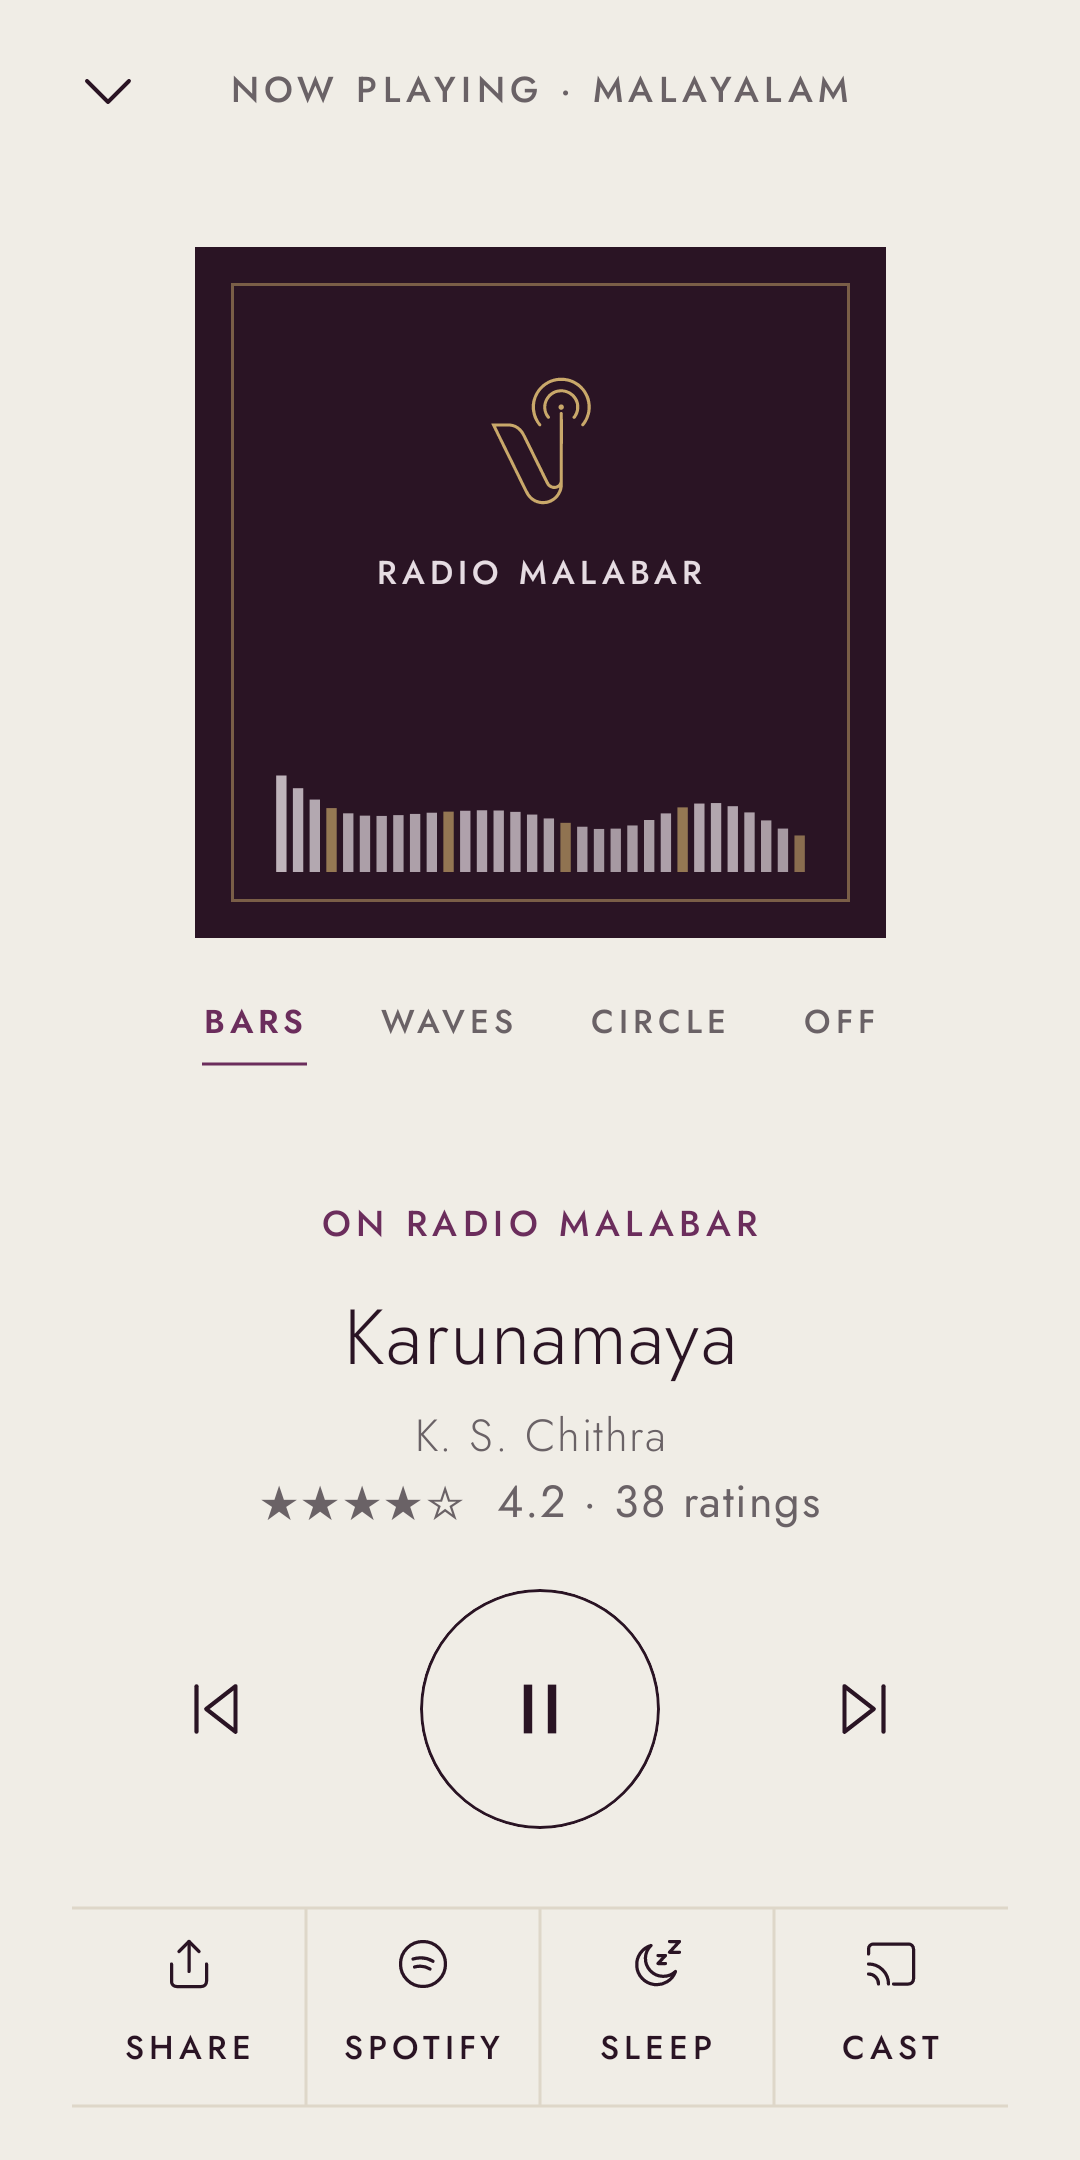 NOW PLAYING · MALAYALAM
RADIO MALABAR
BARS WAVES CIRCLE OFF
ON RADIO MALABAR
Karunamaya
K. S. Chithra
★★★★☆ 4.2 · 38 ratings
SHARE SPOTIFY SLEEP CAST